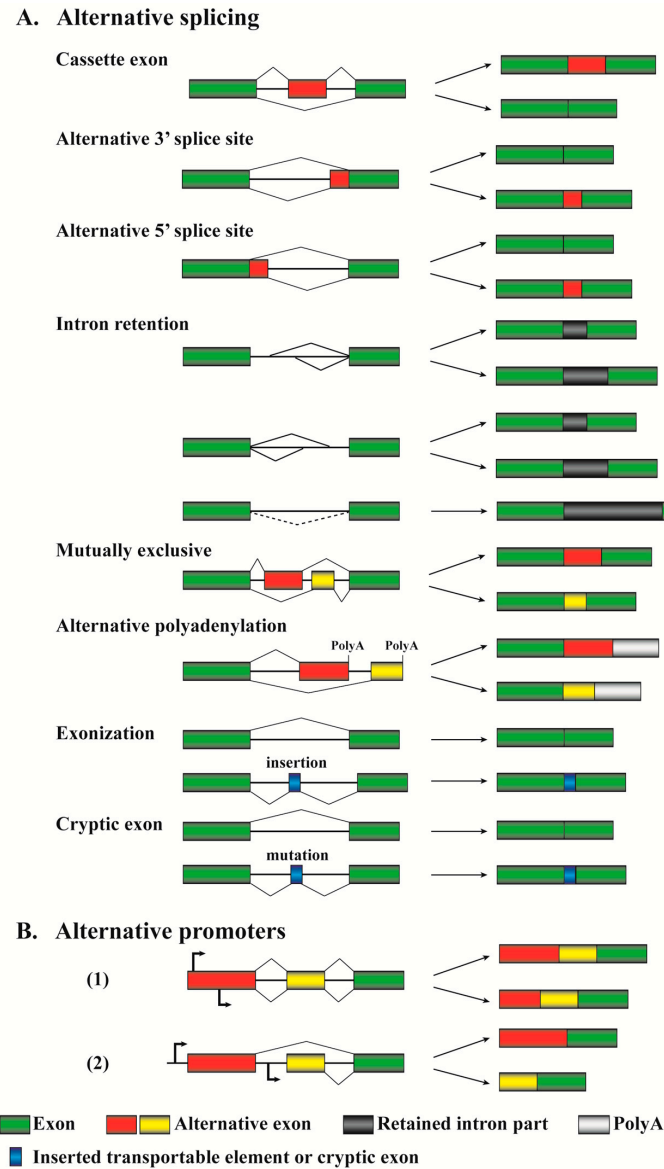 A. Alternative splicing
Cassette exon
Alternative 3’ splice site
Alternative 5’ splice site
Intron retention
Mutually exclusive
Alternative polyadenylation
PolyA PolyA
Exonization
insertion
Cryptic exon
mutation
B. Alternative promoters
(1)
(2)
Exon Alternative exon Retained intron part PolyA
Inserted transportable element or cryptic exon